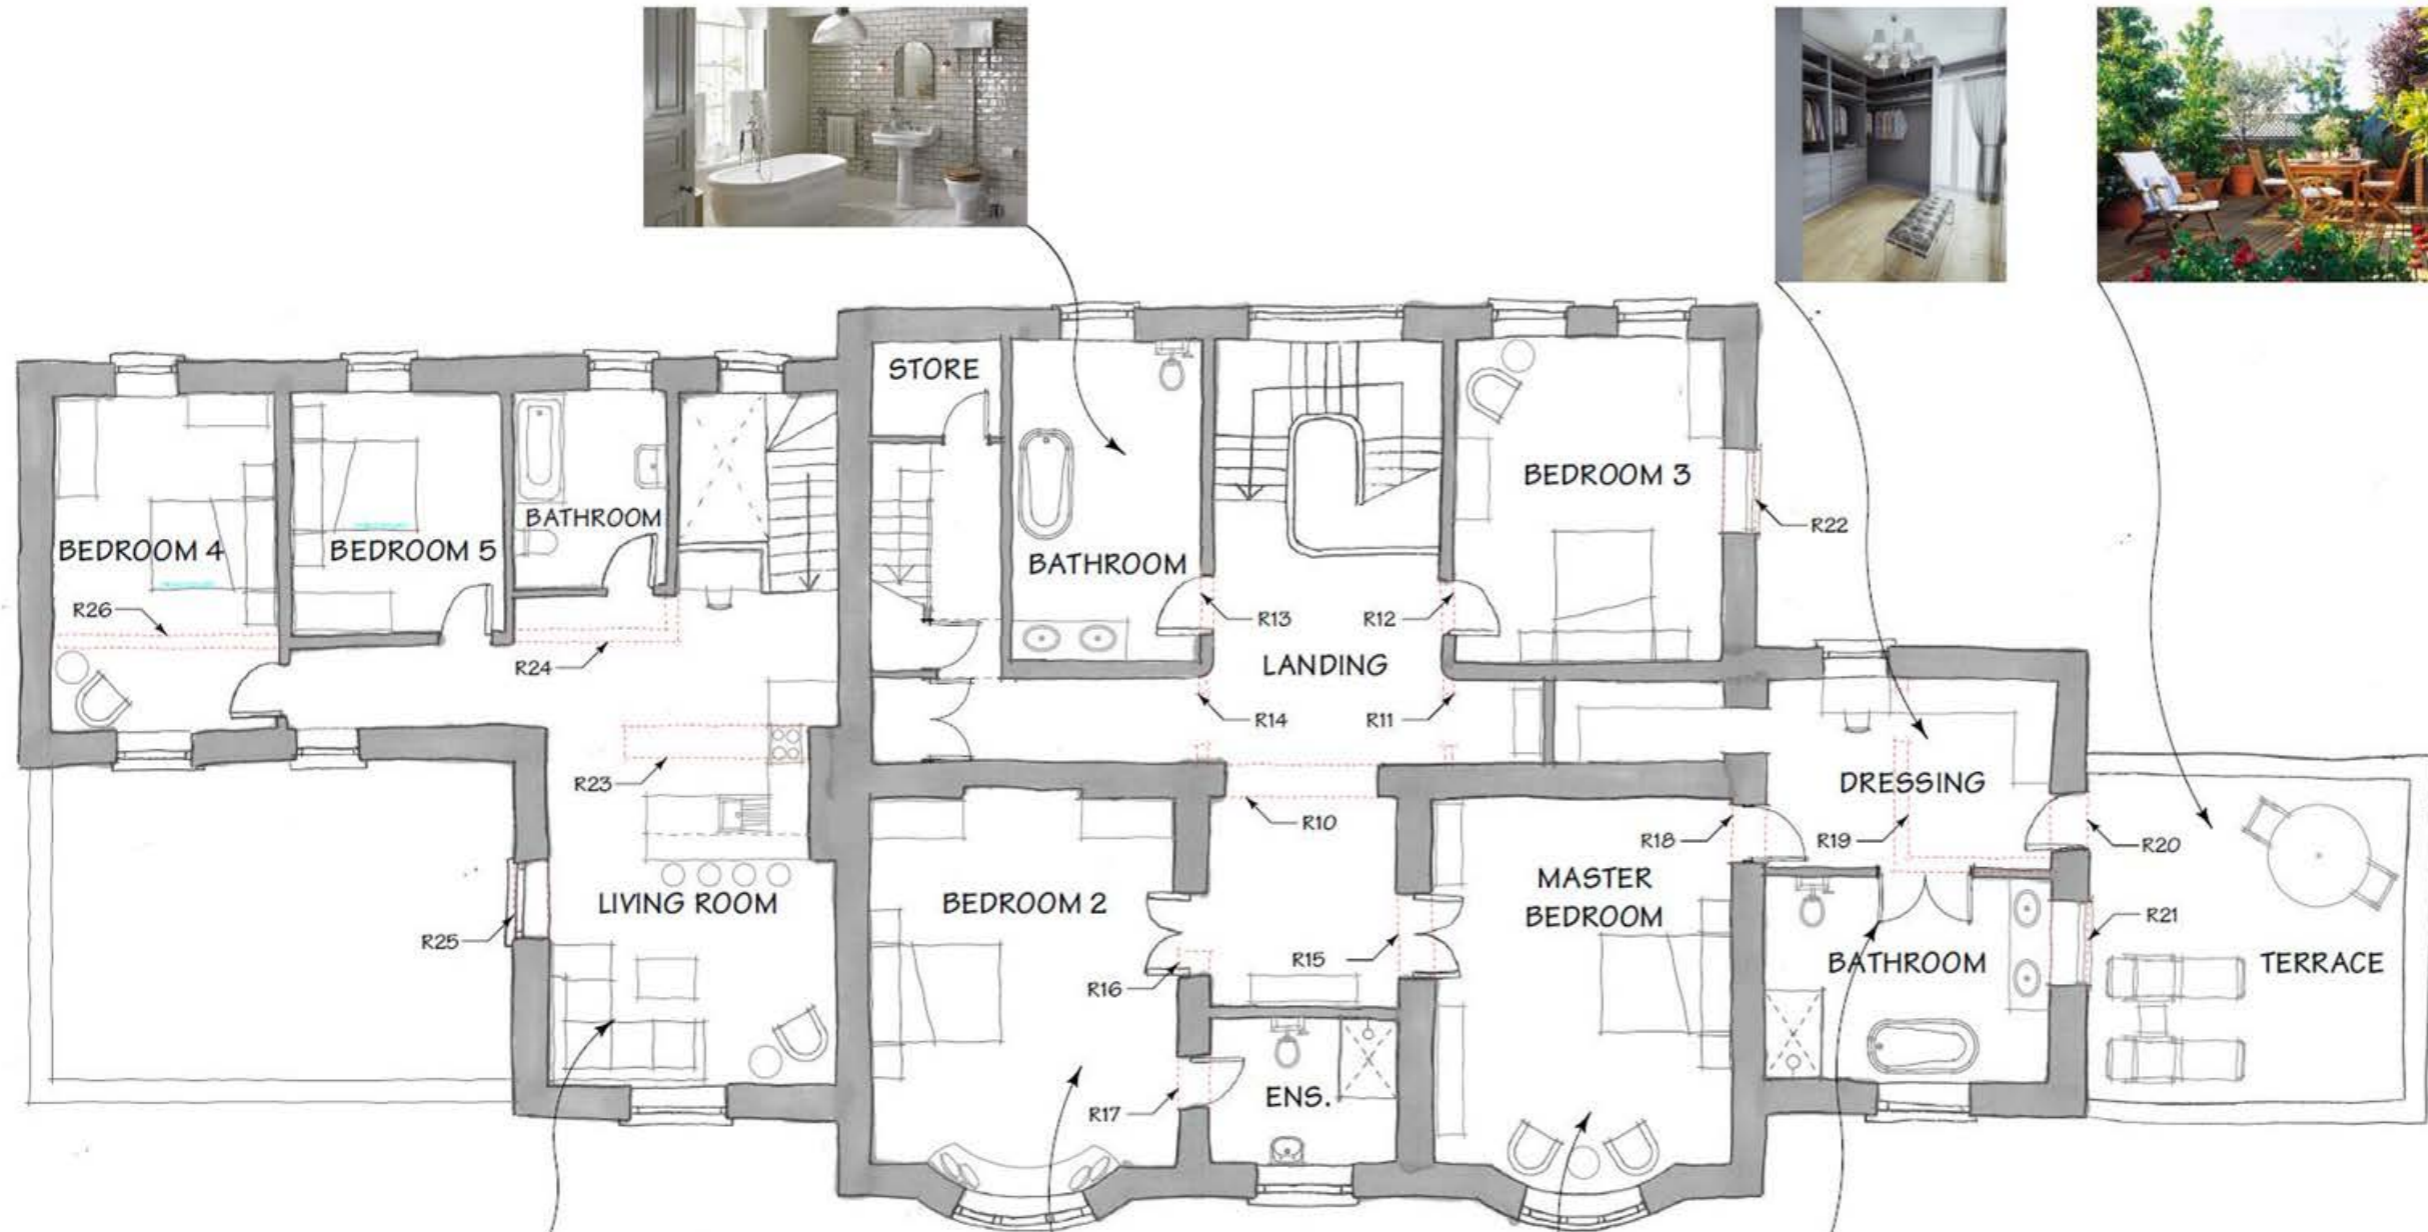 STORE
BATHROOM
BEDROOM 4
BEDROOM 5
BATHROOM
BEDROOM 3
R22
R26
R24
R13
R12
LANDING
R14
R11
R23
R10
DRESSING
R18
R19
R20
LIVING ROOM
BEDROOM 2
MASTER
BEDROOM
R25
R15
R16
R21
BATHROOM
TERRACE
R17
ENS.